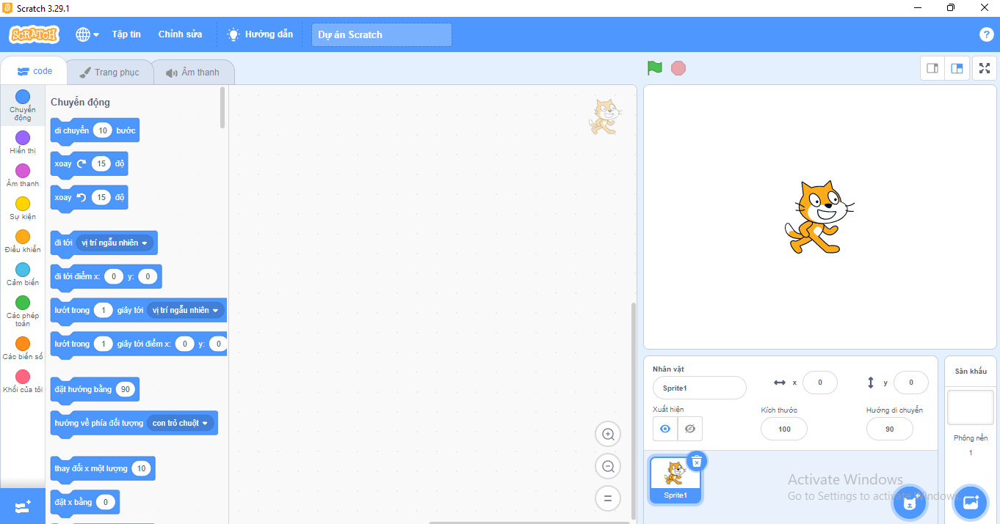 Scratch 3.29.1
SCRATCH
Tập tin
Chỉnh sửa
Hướng dẫn
Dự án Scratch
?
code
Trang phục
Âm thanh
Chuyển động
Hiển thị
Âm thanh
Sự kiện
Điều khiển
Cảm biến
Các phép toán
Các biến số
Khối của tôi
Chuyển động
di chuyển 10 bước
xoay 15 độ
xoay 15 độ
đi tới vị trí ngẫu nhiên
đi tới điểm x: 0 y: 0
lướt trong 1 giây tới vị trí ngẫu nhiên
lướt trong 1 giây tới điểm x: 0 y: 0
đặt hướng bằng 90
hướng về phía đối tượng con trỏ chuột
thay đổi x một lượng 10
đặt x bằng 0
Nhân vật
Sprite1
x 0
y 0
Xuất hiện
Kích thước
100
Hướng di chuyển
90
Sprite1
Sân khấu
Phông nền
1
Activate Windows
Go to Settings to activate Windows.